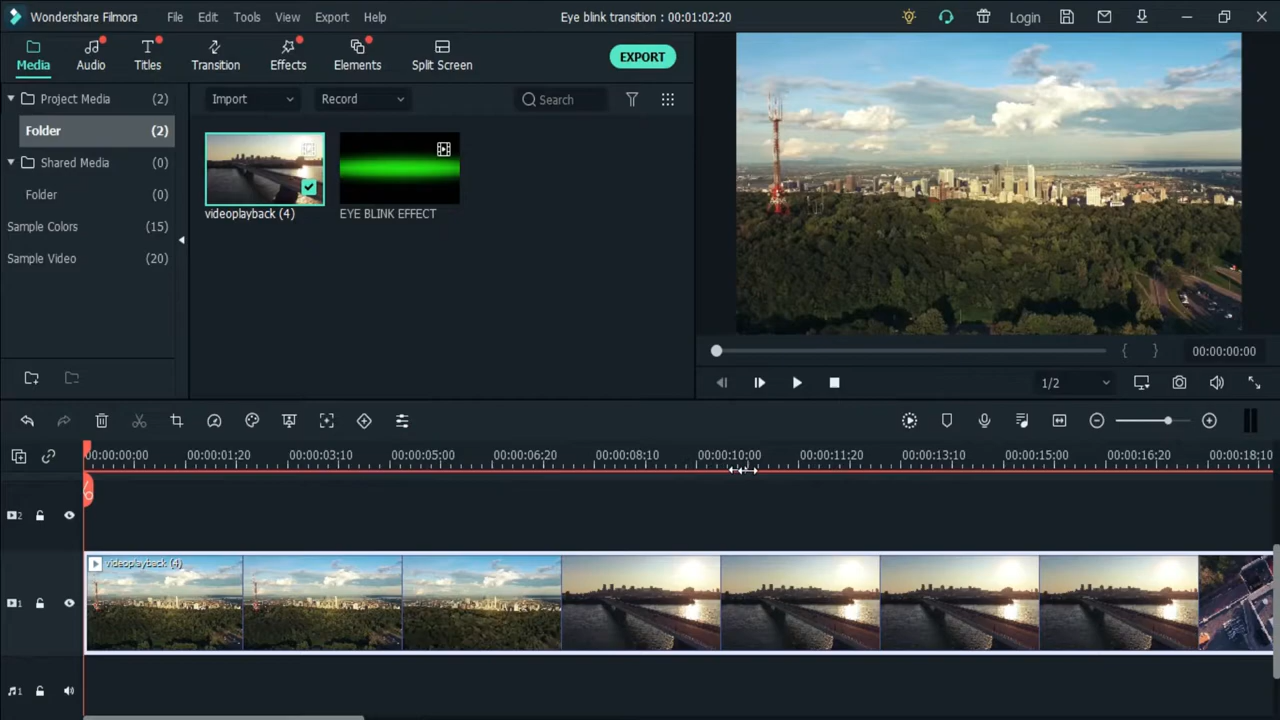 Wondershare Filmora File Edit Tools View Export Help Eye blink transition : 00:01:02:20 Login
Media Audio Titles Transition Effects Elements Split Screen EXPORT
Project Media (2) Import Record Search
Folder (2)
Shared Media (0)
Folder (0)
Sample Colors (15)
Sample Video (20)
videoplayback (4) EYE BLINK EFFECT
{ } 00:00:00:00
1/2
00:00:00:00 00:00:01:20 00:00:03:10 00:00:05:00 00:00:06:20 00:00:08:10 00:00:10:00 00:00:11:20 00:00:13:10 00:00:15:00 00:00:16:20 00:00:18:10
2
videoplayback (4)
1
1